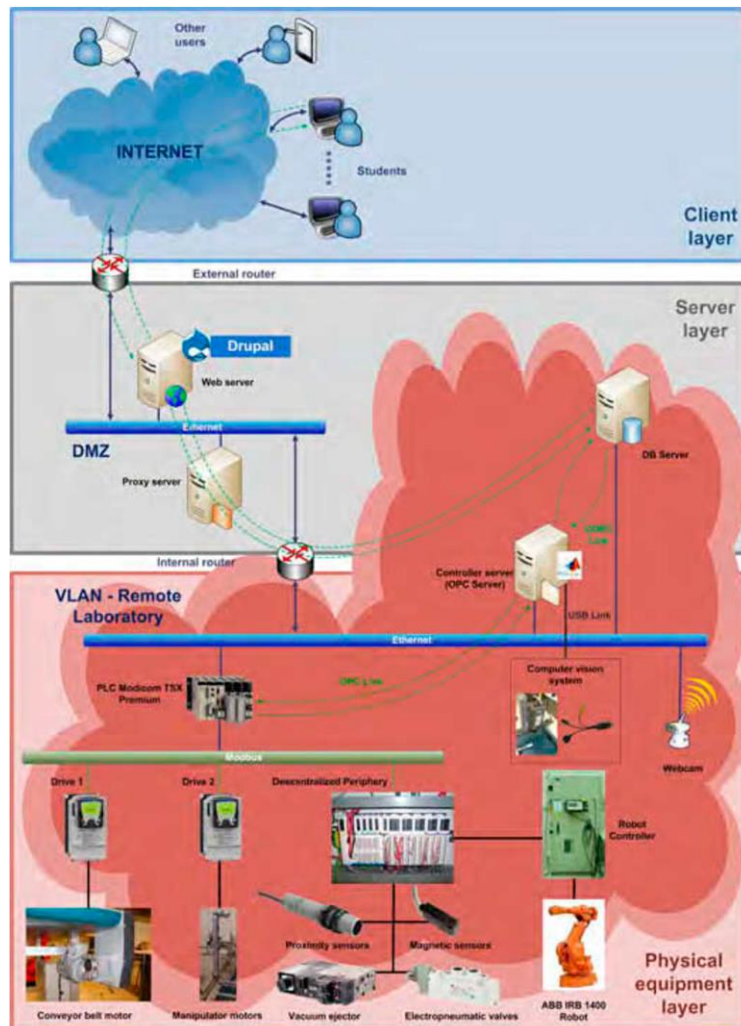 Other
users
INTERNET
Students
Client
layer
External router
Server
layer
Drupal
Web server
Ethernet
DMZ
DB Server
Proxy server
Link
Internal router
Controller server
(OPC Server)
VLAN - Remote
Laboratory
USB Link
Ethernet
Computer vision
system
PLC Modicom TSX
Premium
OPC Link
Modbus
Webcam
Drive 1
Drive 2
Descentralized Periphery
Robot
Controller
Proximity sensors
Magnetic sensors
Physical
equipment
layer
Conveyor belt motor
Manipulator motors
Vacuum ejector
Electropneumatic valves
ABB IRB 1400
Robot